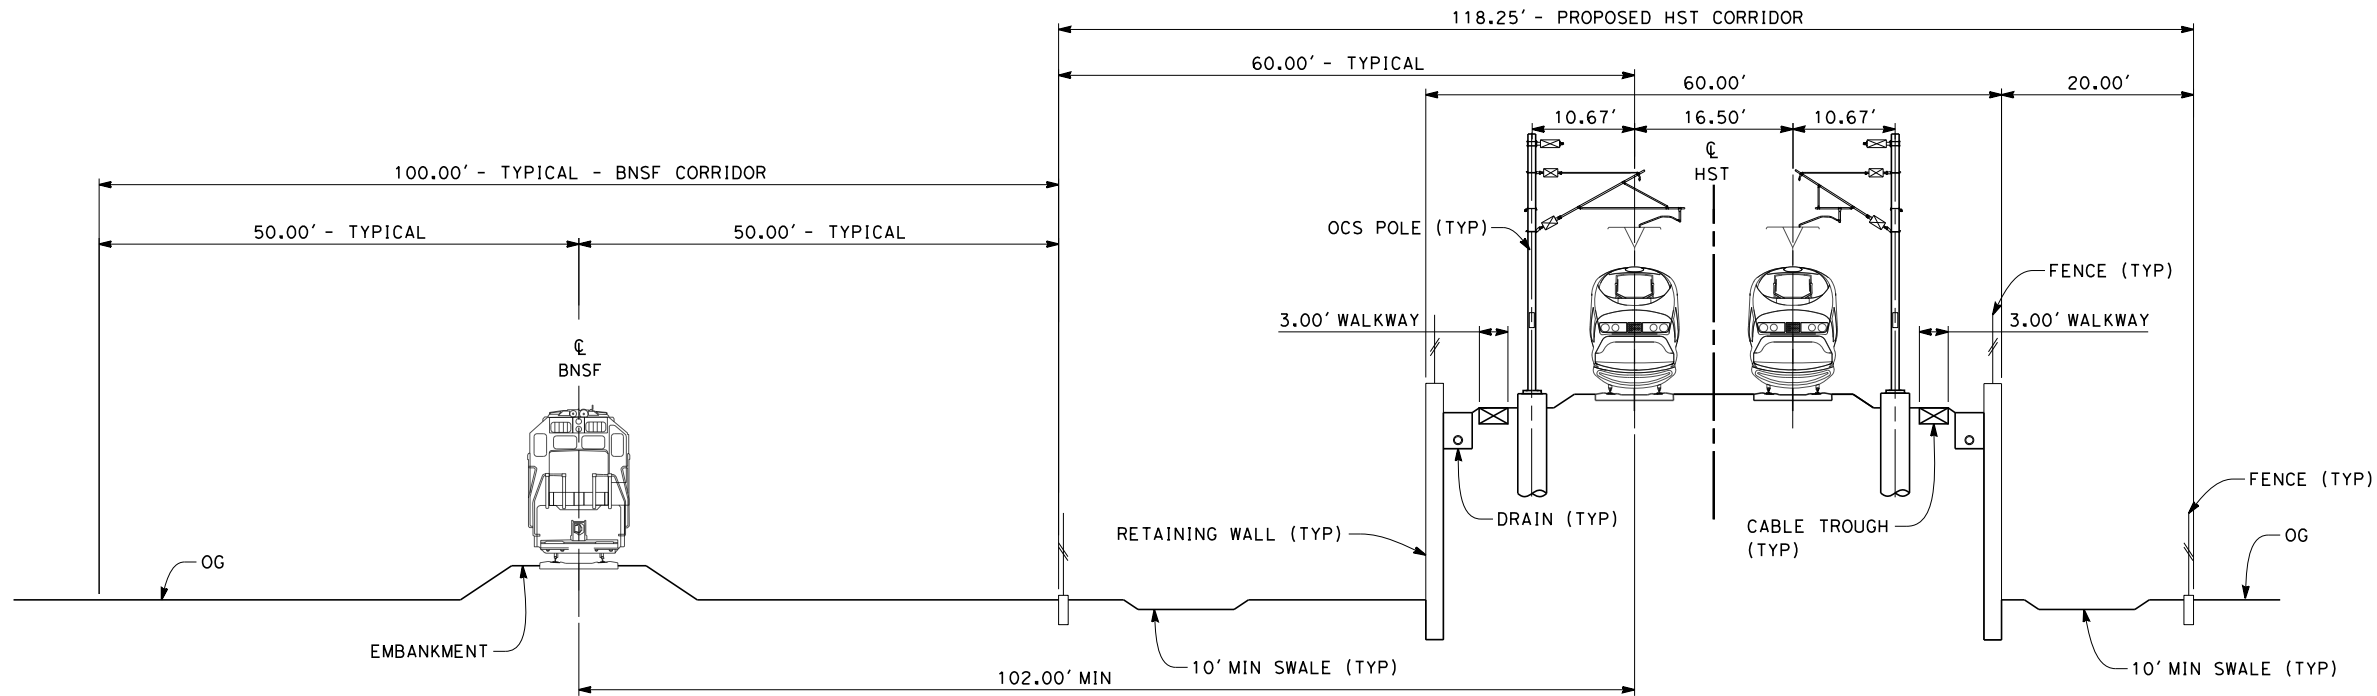 118.25' - PROPOSED HST CORRIDOR
60.00' - TYPICAL
60.00'
20.00'
10.67'
16.50'
10.67'
100.00' - TYPICAL - BNSF CORRIDOR
℄
HST
50.00' - TYPICAL
50.00' - TYPICAL
OCS POLE (TYP)
FENCE (TYP)
3.00' WALKWAY
3.00' WALKWAY
℄
BNSF
FENCE (TYP)
DRAIN (TYP)
RETAINING WALL (TYP)
CABLE TROUGH
(TYP)
OG
OG
EMBANKMENT
10' MIN SWALE (TYP)
10' MIN SWALE (TYP)
102.00' MIN